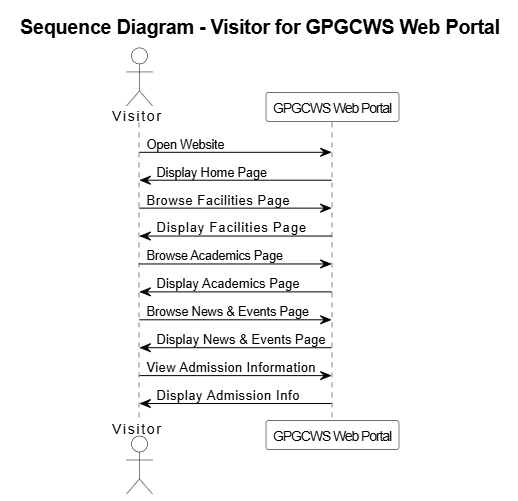 Sequence Diagram - Visitor for GPGCWS Web Portal
Visitor
GPGCWS Web Portal
Open Website
Display Home Page
Browse Facilities Page
Display Facilities Page
Browse Academics Page
Display Academics Page
Browse News & Events Page
Display News & Events Page
View Admission Information
Display Admission Info
Visitor
GPGCWS Web Portal